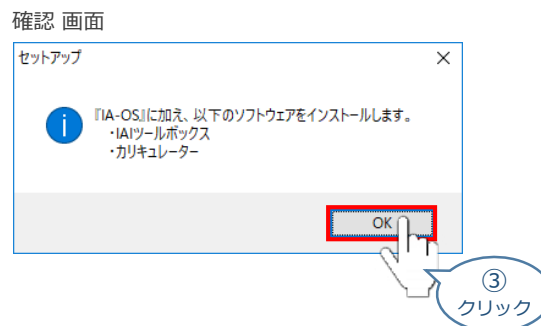 確認 画面
セットアップ
『IA-OS』に加え、以下のソフトウェアをインストールします。
・IAIツールボックス
・カリキュレーター
OK
③
クリック